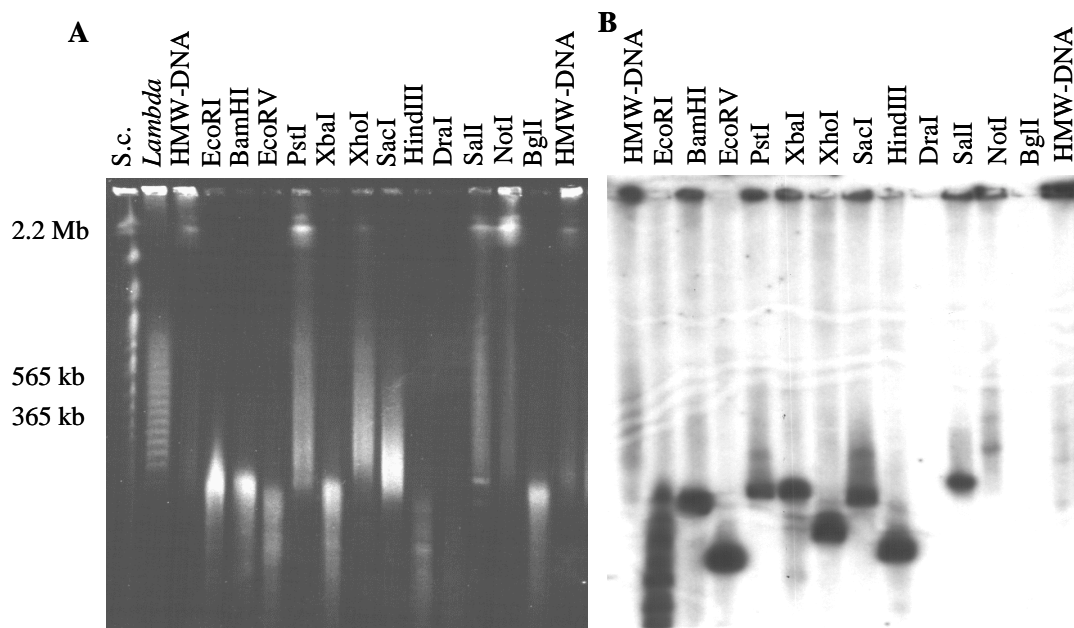 A
S.c.
Lambda
HMW-DNA
EcoRI
BamHI
EcoRV
PstI
XbaI
XhoI
SacI
HindIII
DraI
SalI
NotI
BglI
HMW-DNA
2.2 Mb
565 kb
365 kb
B
HMW-DNA
EcoRI
BamHI
EcoRV
PstI
XbaI
XhoI
SacI
HindIII
DraI
SalI
NotI
BglI
HMW-DNA